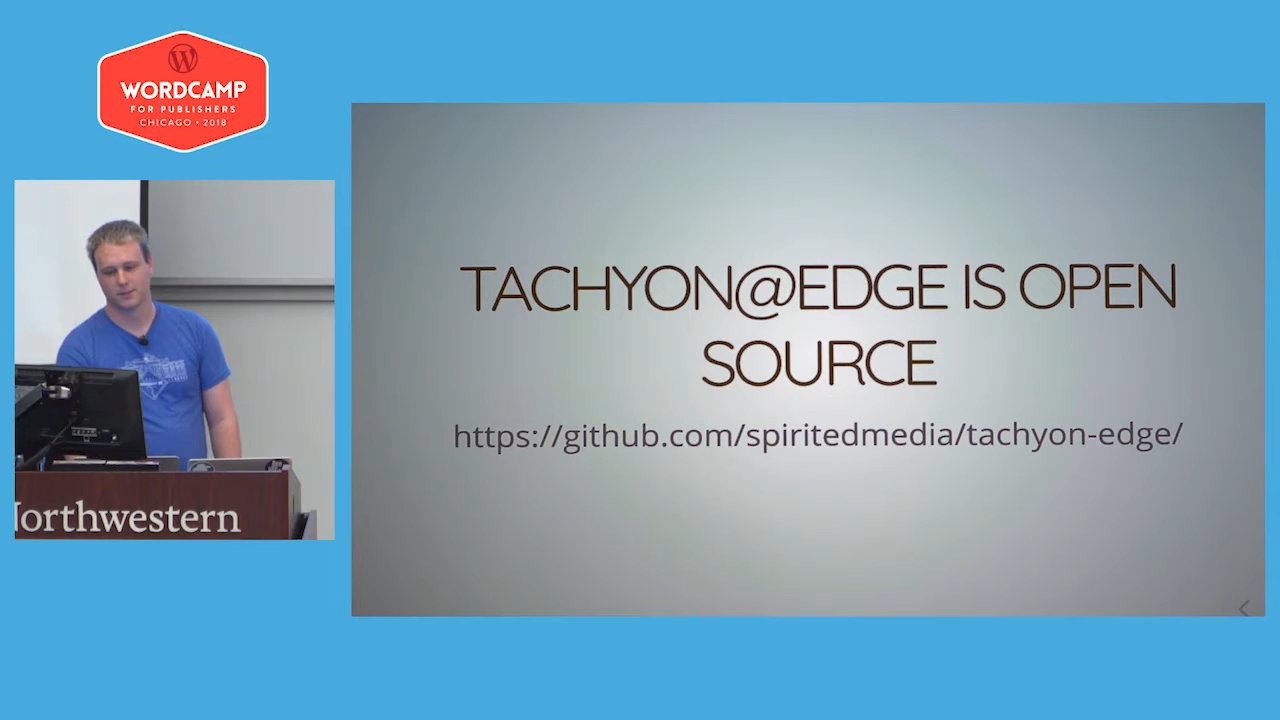 WORDCAMP
FOR PUBLISHERS
CHICAGO • 2018
TACHYON@EDGE IS OPEN
SOURCE
https://github.com/spiritedmedia/tachyon-edge/
Northwestern